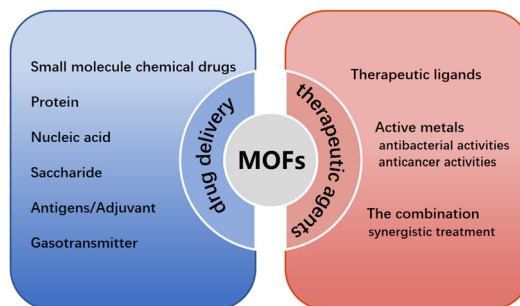 Small molecule chemical drugs
Protein
Nucleic acid
Saccharide
Antigens/Adjuvant
Gasotransmitter
drug delivery
MOFs
therapeutic agents
Therapeutic ligands
Active metals
antibacterial activities
anticancer activities
The combination
synergistic treatment